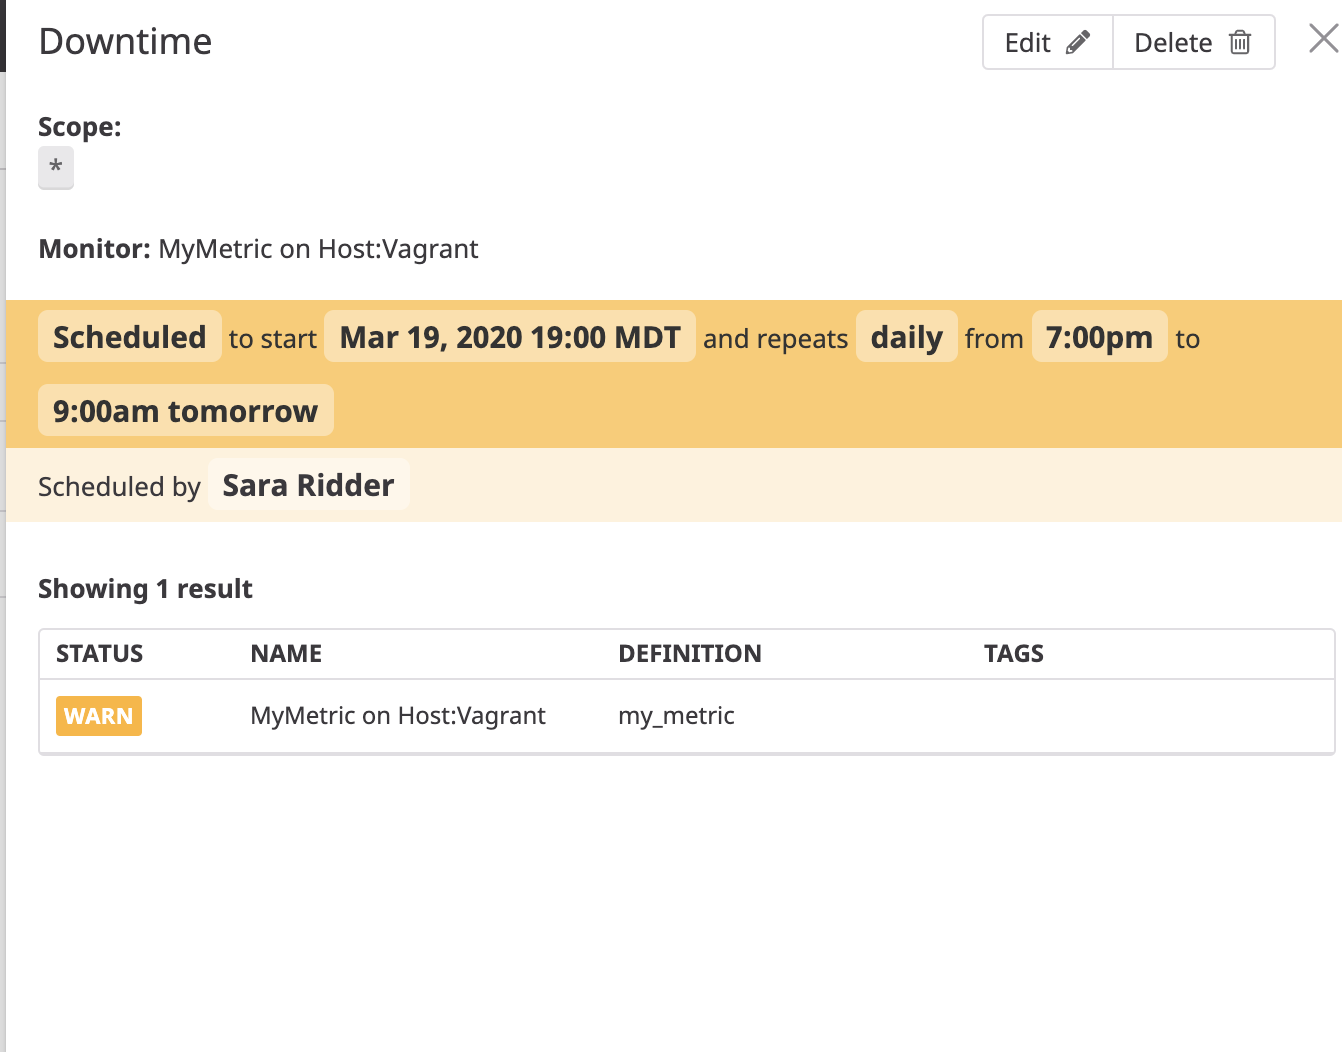 Downtime
Edit
Delete
Scope:
*
Monitor: MyMetric on Host:Vagrant
Scheduled to start Mar 19, 2020 19:00 MDT and repeats daily from 7:00pm to
9:00am tomorrow
Scheduled by Sara Ridder
Showing 1 result
STATUS NAME DEFINITION TAGS
WARN MyMetric on Host:Vagrant my_metric